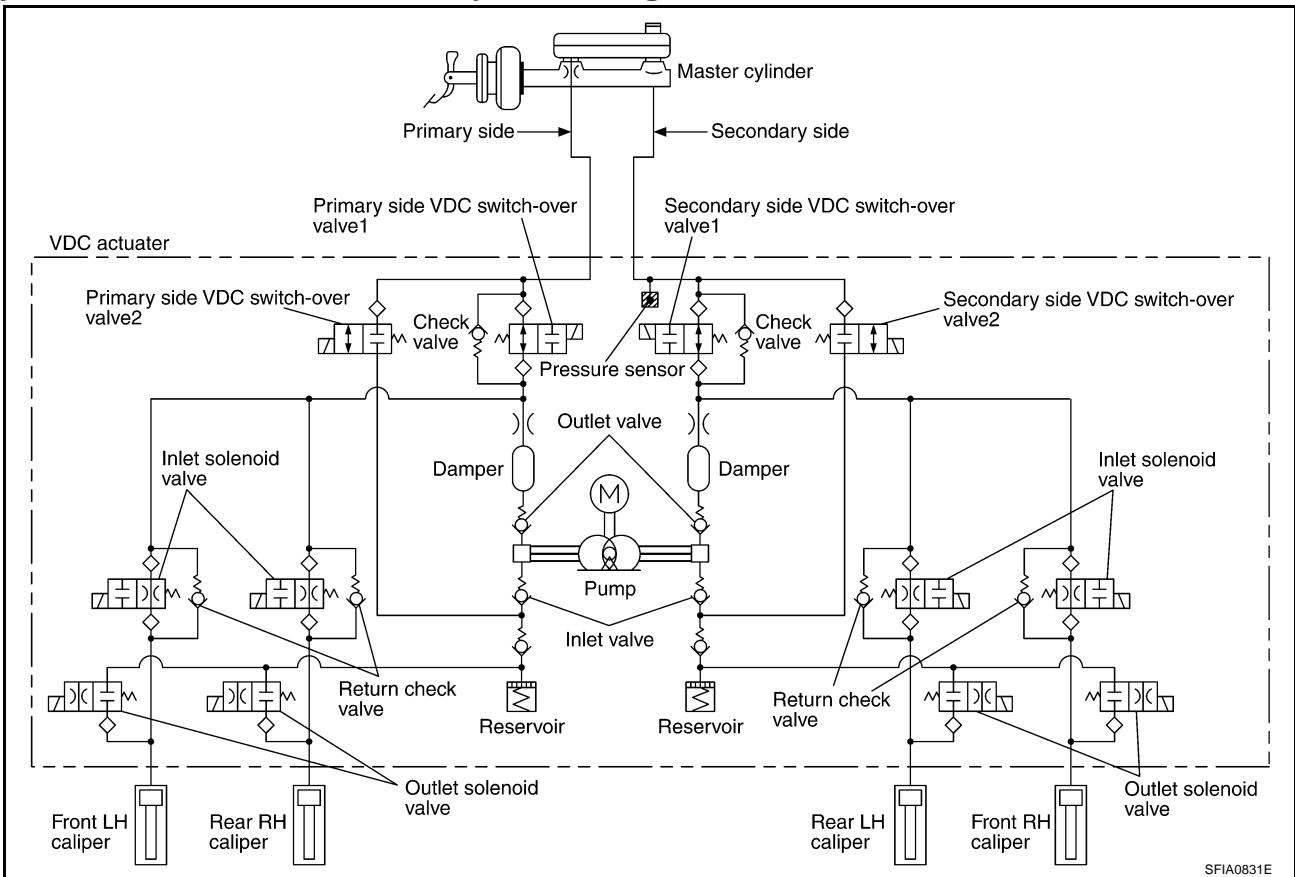 Master cylinder
Primary side
Secondary side
Primary side VDC switch-over
valve1
Secondary side VDC switch-over
valve1
VDC actuater
Primary side VDC switch-over
valve2
Check
valve
Check
valve
Secondary side VDC switch-over
valve2
Pressure sensor
Outlet valve
Inlet solenoid
valve
Damper
M
Damper
Inlet solenoid
valve
Pump
Inlet valve
Return check
valve
Reservoir
Reservoir
Return check
valve
Outlet solenoid
valve
Outlet solenoid
valve
Front LH
caliper
Rear RH
caliper
Rear LH
caliper
Front RH
caliper
SFIA0831E